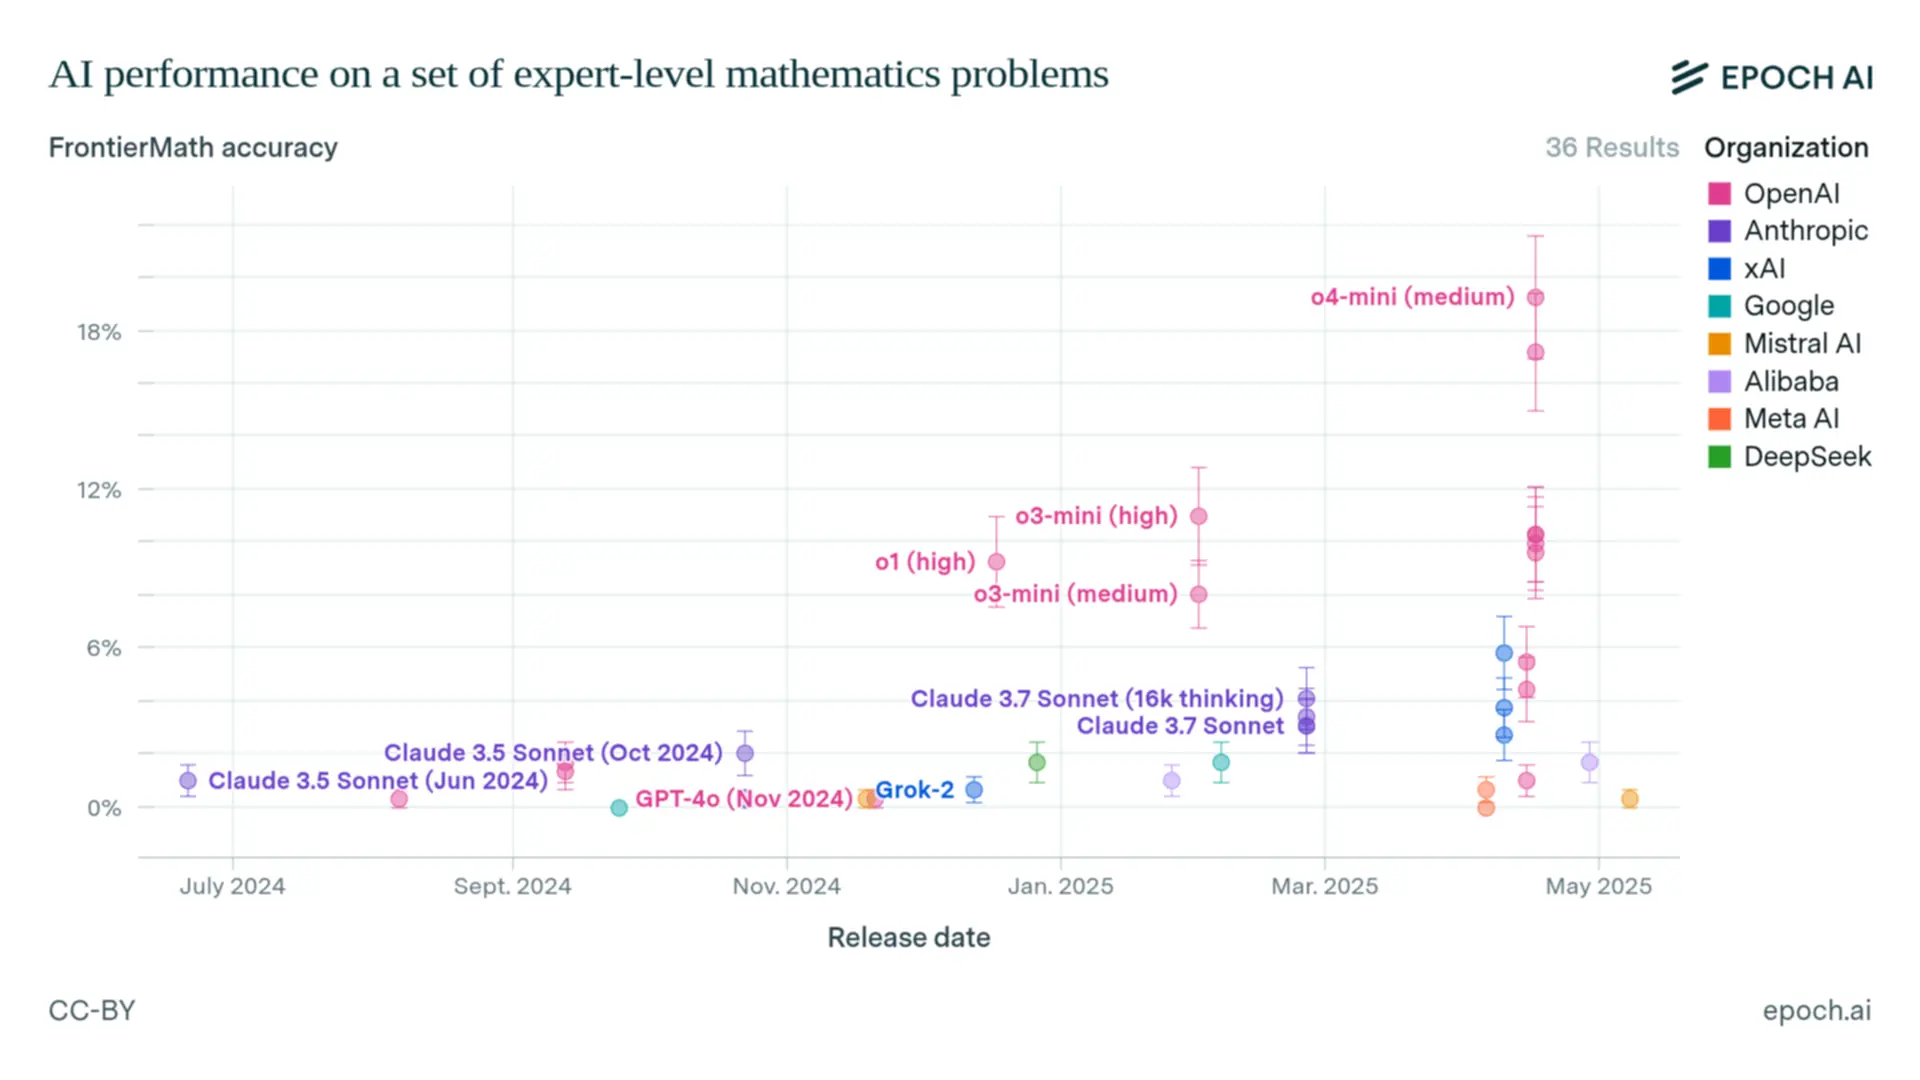 AI performance on a set of expert-level mathematics problems
EPOCH AI
FrontierMath accuracy
36 Results
Organization
OpenAI
Anthropic
xAI
Google
Mistral AI
Alibaba
Meta AI
DeepSeek
18%
12%
6%
0%
o4-mini (medium)
o3-mini (high)
o1 (high)
o3-mini (medium)
Claude 3.7 Sonnet (16k thinking)
Claude 3.7 Sonnet
Claude 3.5 Sonnet (Oct 2024)
Claude 3.5 Sonnet (Jun 2024)
GPT-4o (Nov 2024)
Grok-2
July 2024
Sept. 2024
Nov. 2024
Jan. 2025
Mar. 2025
May 2025
Release date
CC-BY
epoch.ai